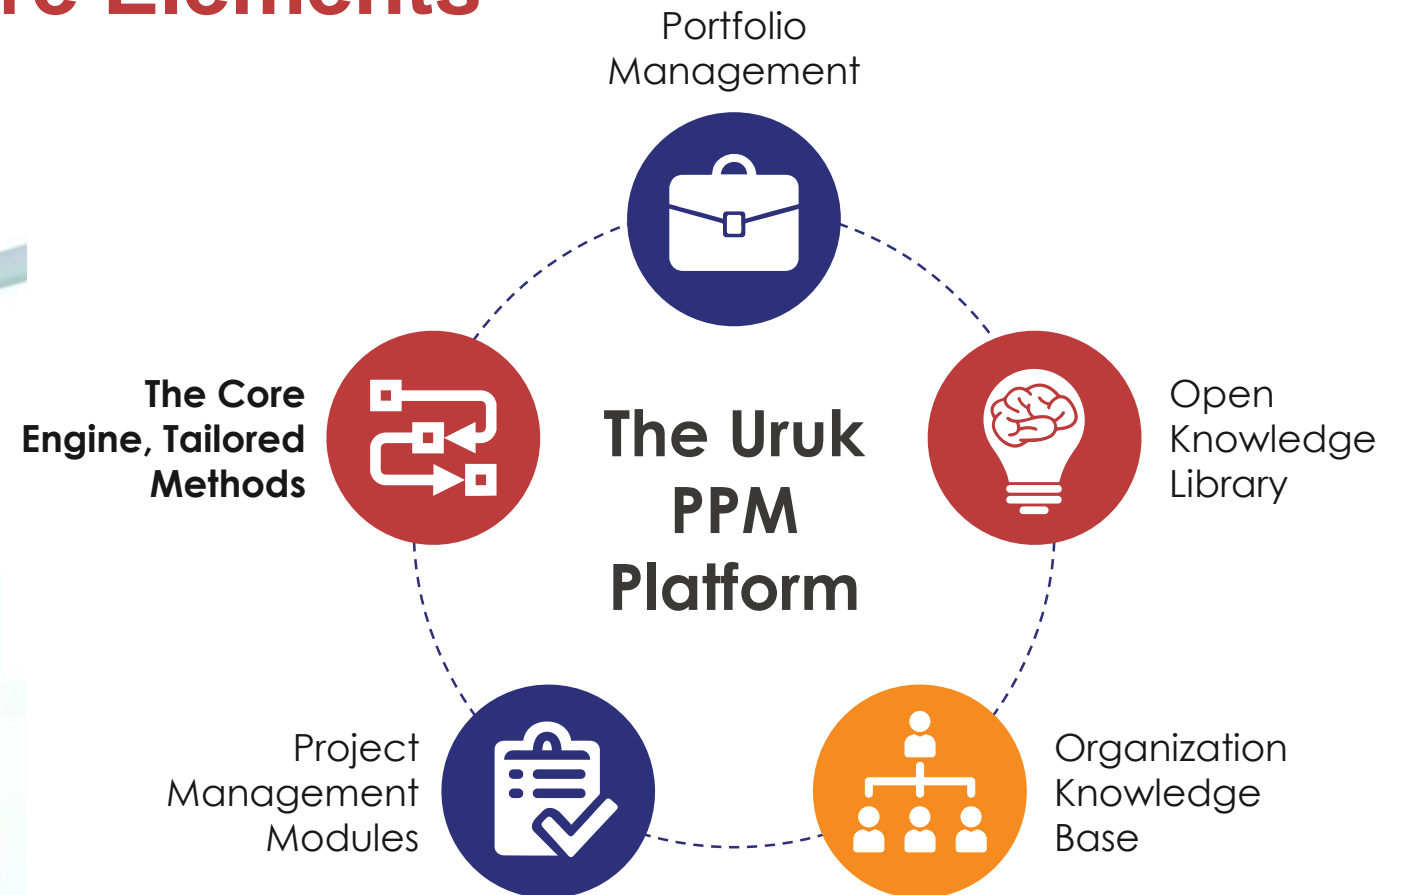 Elements
Portfolio
Management
The Core
Engine, Tailored
Methods
The Uruk
PPM
Platform
Open
Knowledge
Library
Project
Management
Modules
Organization
Knowledge
Base